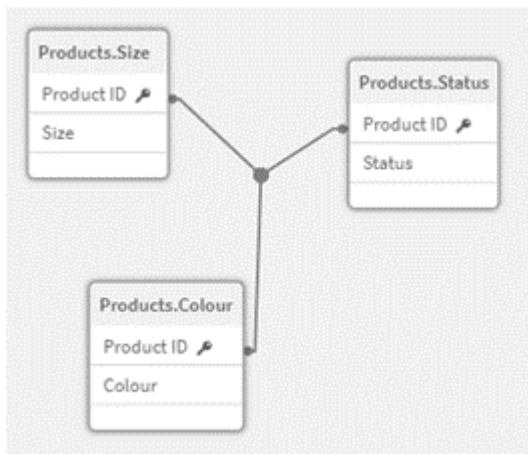 Products.Size
Product ID
Size
Products.Status
Product ID
Status
Products.Colour
Product ID
Colour